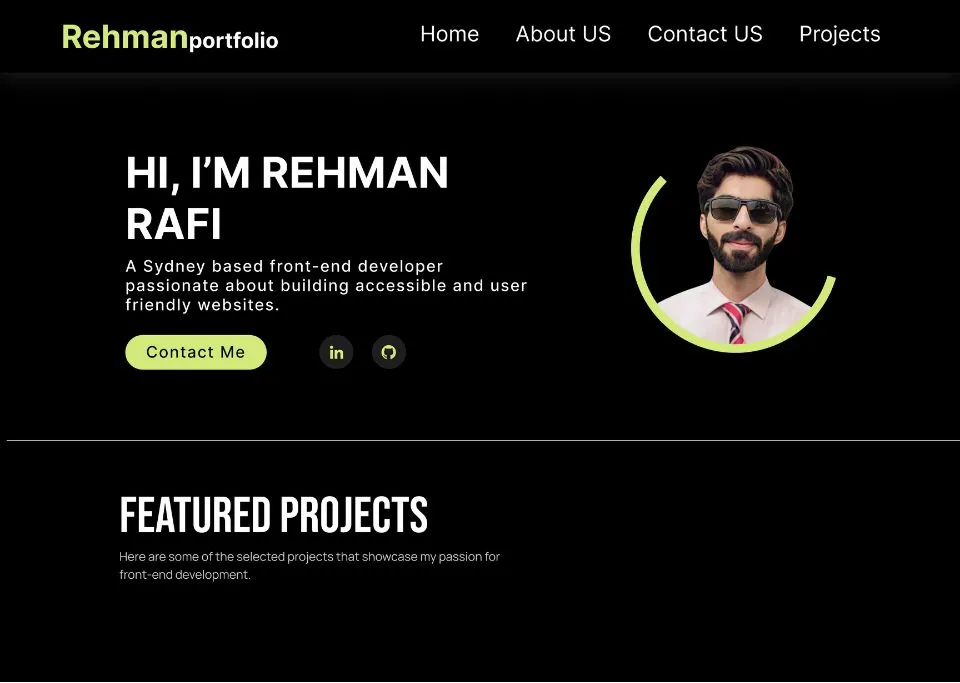 Rehmanportfolio Home About US Contact US Projects
HI, I’M REHMAN
RAFI
A Sydney based front-end developer
passionate about building accessible and user
friendly websites.
Contact Me in
FEATURED PROJECTS
Here are some of the selected projects that showcase my passion for
front-end development.